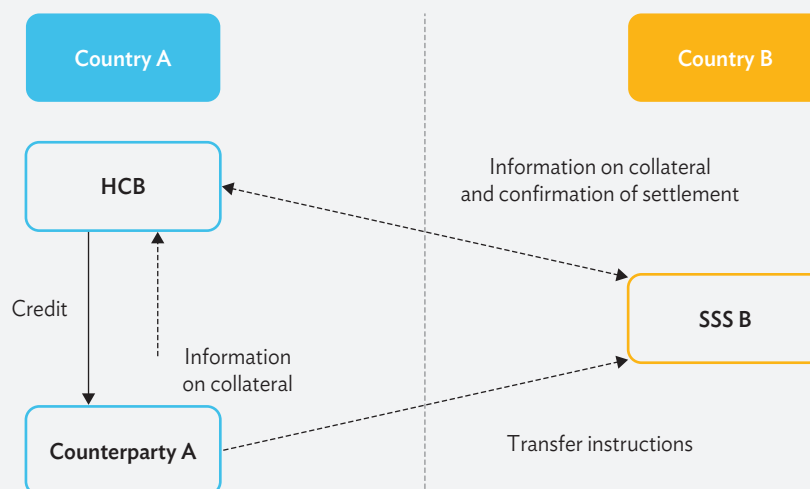 Country A
Country B
HCB
Information on collateral
and confirmation of settlement
Credit
SSS B
Information
on collateral
Counterparty A
Transfer instructions